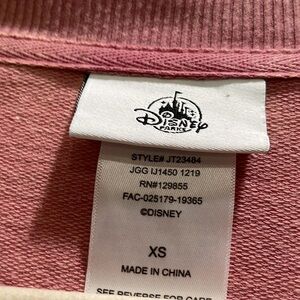 Disney
PARKS
STYLE# JT23484
JGG IJ1450 1219
RN#129855
FAC-025179-19365
©DISNEY
XS
MADE IN CHINA
SEE REVERSE FOR CARE